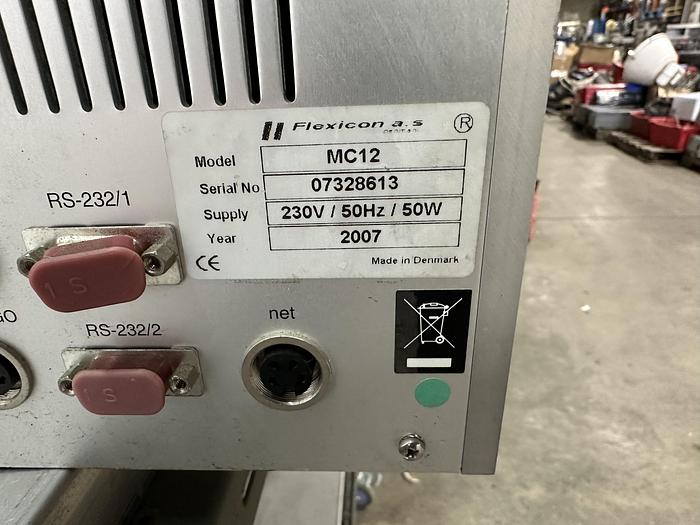 Flexicon a.s ®
Model MC12
Serial No 07328613
Supply 230V / 50Hz / 50W
Year 2007
CE Made in Denmark
RS-232/1
RS-232/2
net
1 S
1 S